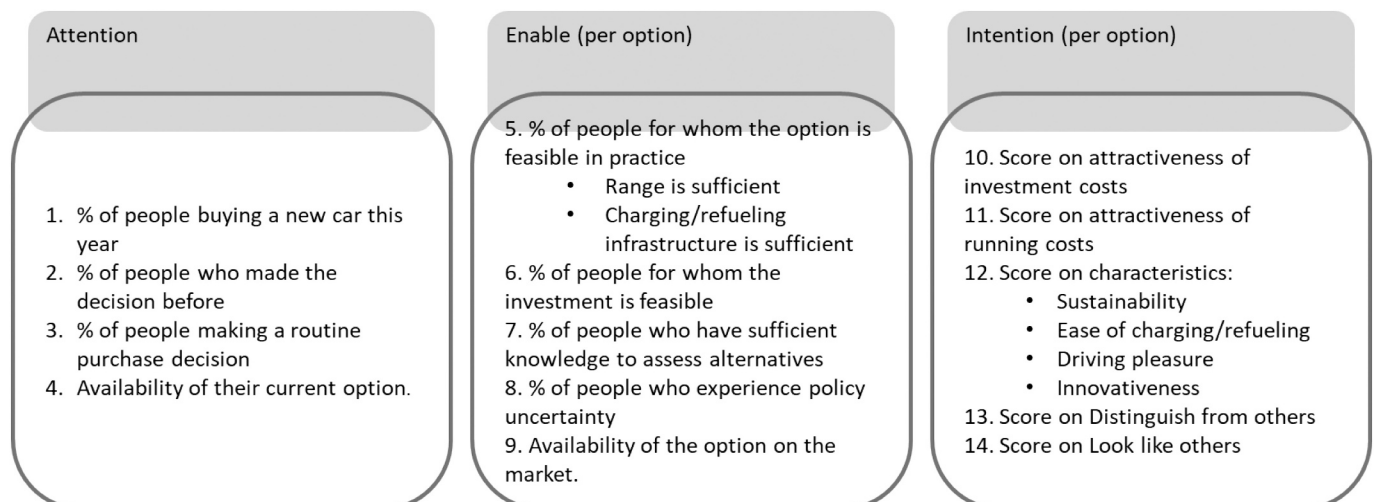 Attention
1. % of people buying a new car this
year
2. % of people who made the
decision before
3. % of people making a routine
purchase decision
4. Availability of their current option.
Enable (per option)
5. % of people for whom the option is
feasible in practice
• Range is sufficient
• Charging/refueling
infrastructure is sufficient
6. % of people for whom the
investment is feasible
7. % of people who have sufficient
knowledge to assess alternatives
8. % of people who experience policy
uncertainty
9. Availability of the option on the
market.
Intention (per option)
10. Score on attractiveness of
investment costs
11. Score on attractiveness of
running costs
12. Score on characteristics:
• Sustainability
• Ease of charging/refueling
• Driving pleasure
• Innovativeness
13. Score on Distinguish from others
14. Score on Look like others